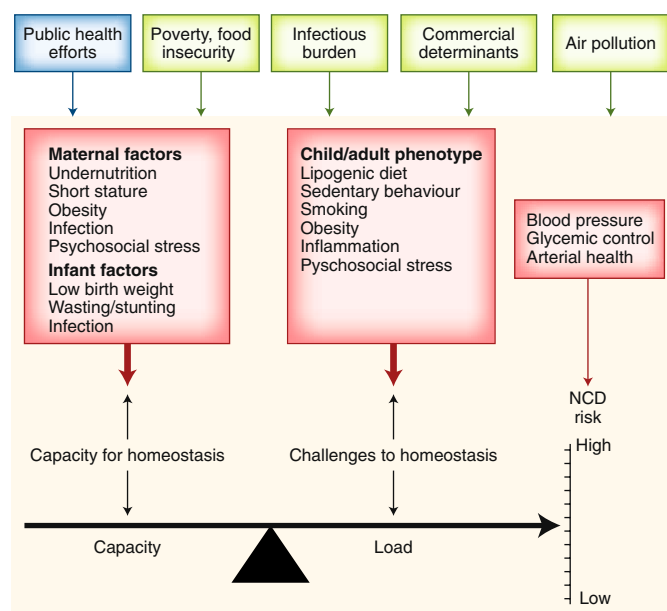 Public health
efforts
Poverty, food
insecurity
Infectious
burden
Commercial
determinants
Air pollution
Maternal factors
Undernutrition
Short stature
Obesity
Infection
Psychosocial stress
Infant factors
Low birth weight
Wasting/stunting
Infection
Child/adult phenotype
Lipogenic diet
Sedentary behaviour
Smoking
Obesity
Inflammation
Pyschosocial stress
Blood pressure
Glycemic control
Arterial health
NCD
risk
High
Capacity for homeostasis
Challenges to homeostasis
Capacity
Load
Low